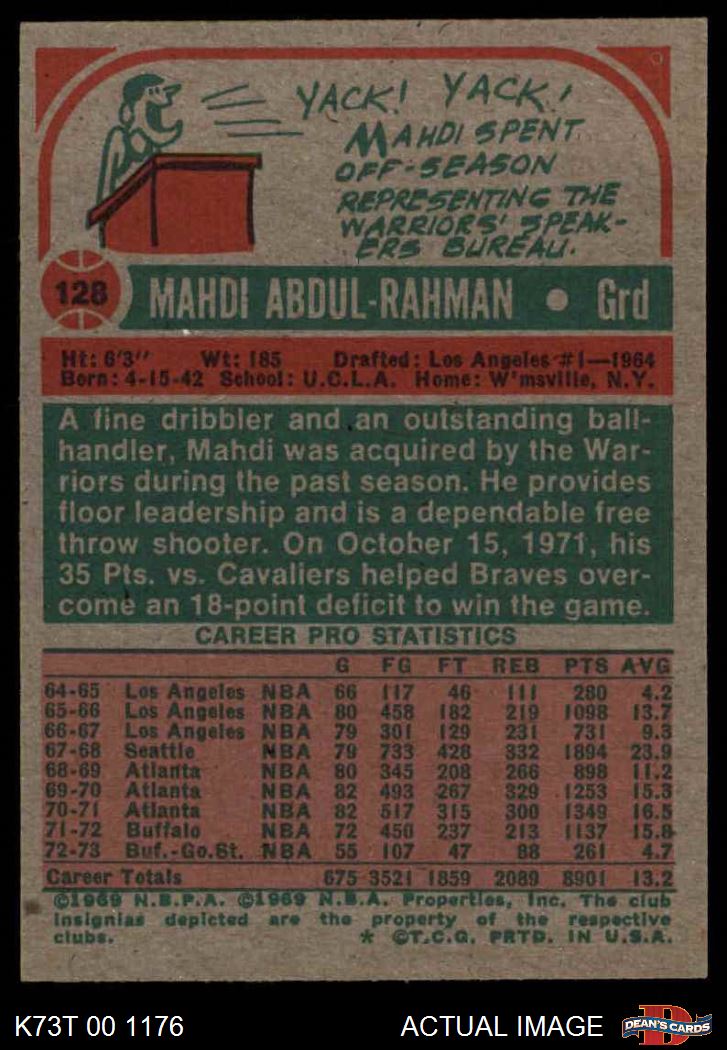 YACK! YACK!
MAHDI SPENT
OFF-SEASON
REPRESENTING THE
WARRIORS' SPEAK-
ERS BUREAU.
128 MAHDI ABDUL-RAHMAN • Grd
Ht: 6'3" Wt: 185 Drafted: Los Angeles #1—1964
Born: 4-15-42 School: U.C.L.A. Home: W'msville, N.Y.
A fine dribbler and an outstanding ball-
handler, Mahdi was acquired by the War-
riors during the past season. He provides
floor leadership and is a dependable free
throw shooter. On October 15, 1971, his
35 Pts. vs. Cavaliers helped Braves over-
come an 18-point deficit to win the game.
CAREER PRO STATISTICS
G FG FT REB PTS AVG
64-65 Los Angeles NBA 66 117 46 111 280 4.2
65-66 Los Angeles NBA 80 458 182 219 1098 13.7
66-67 Los Angeles NBA 79 301 129 231 731 9.3
67-68 Seattle NBA 79 733 428 332 1894 23.9
68-69 Atlanta NBA 80 345 208 266 898 11.2
69-70 Atlanta NBA 82 493 267 329 1253 15.3
70-71 Atlanta NBA 82 517 315 300 1349 16.5
71-72 Buffalo NBA 72 450 237 213 1137 15.8
72-73 Buf.-Go.St. NBA 55 107 47 88 261 4.7
Career Totals 675 3521 1859 2089 8901 13.2
©1969 N.B.P.A. ©1969 N.B.A. Properties, Inc. The club
insignias depicted are the property of the respective
clubs. * ©T.C.G. PRTD. IN U.S.A.
K73T 00 1176 ACTUAL IMAGE DEAN'S CARDS